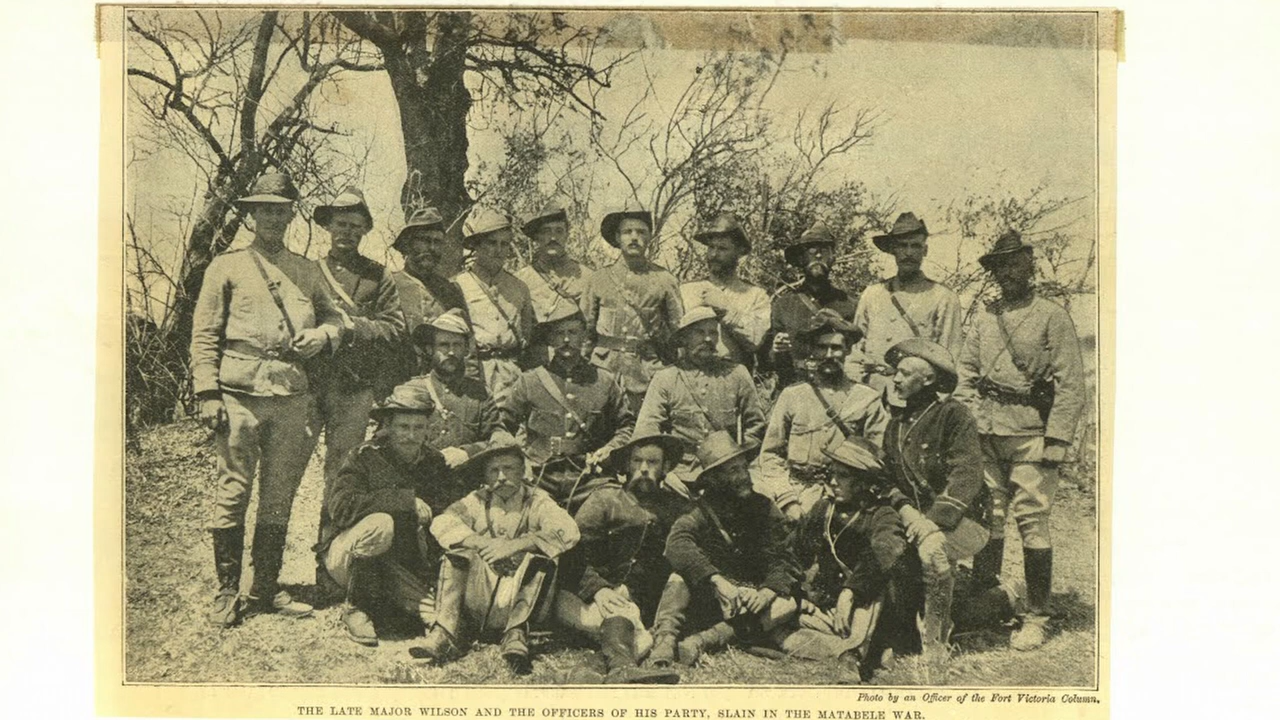 Photo by an Officer of the Fort Victoria Column.
THE LATE MAJOR WILSON AND THE OFFICERS OF HIS PARTY, SLAIN IN THE MATABELE WAR.